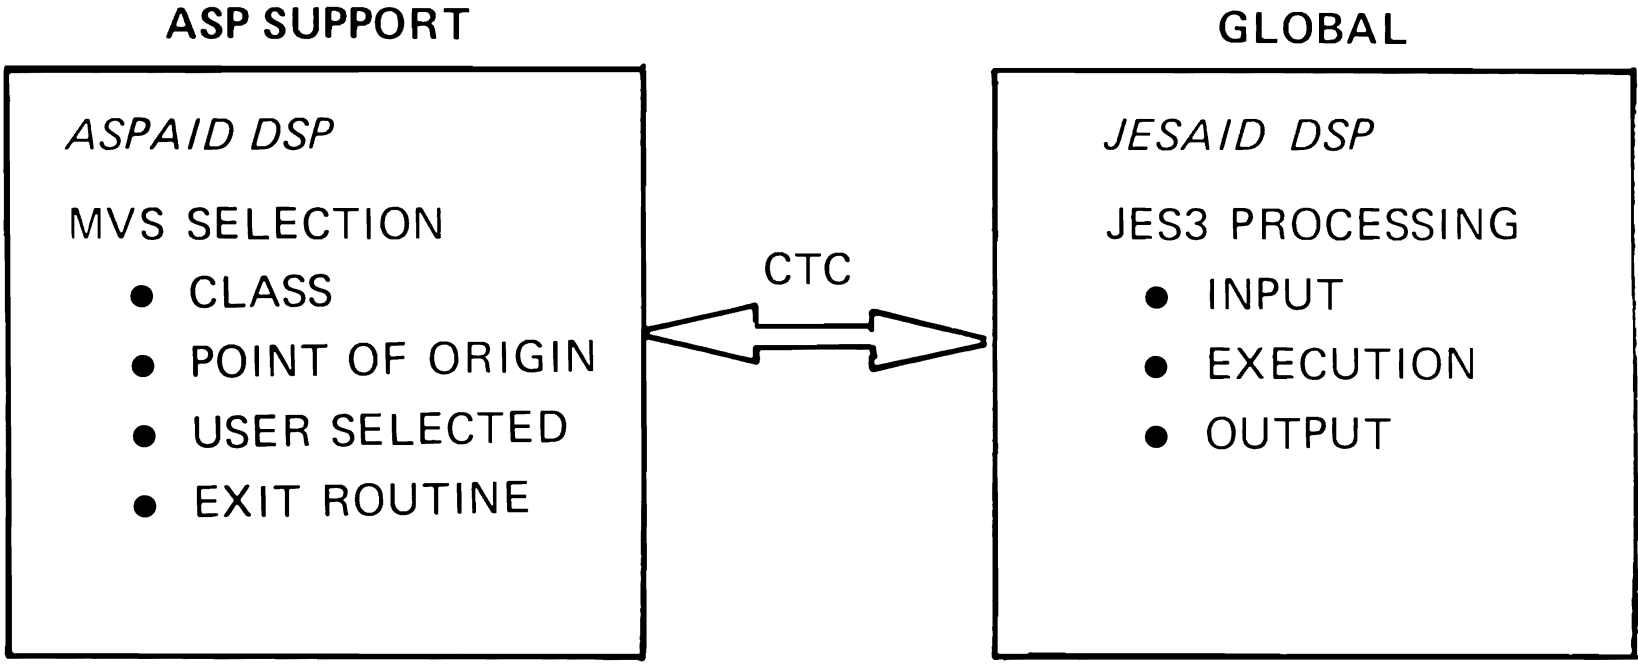 ASP SUPPORT
ASPAID DSP
MVS SELECTION
● CLASS
● POINT OF ORIGIN
● USER SELECTED
● EXIT ROUTINE
CTC
GLOBAL
JESAID DSP
JES3 PROCESSING
● INPUT
● EXECUTION
● OUTPUT